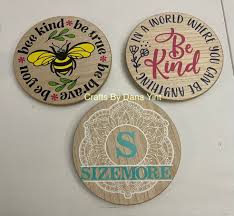 bee kind • be true • be brave • be you •
IN A WORLD WHERE YOU CAN BE ANYTHING
Be
Kind
Crafts By Dana Yint
S
SIZEMORE